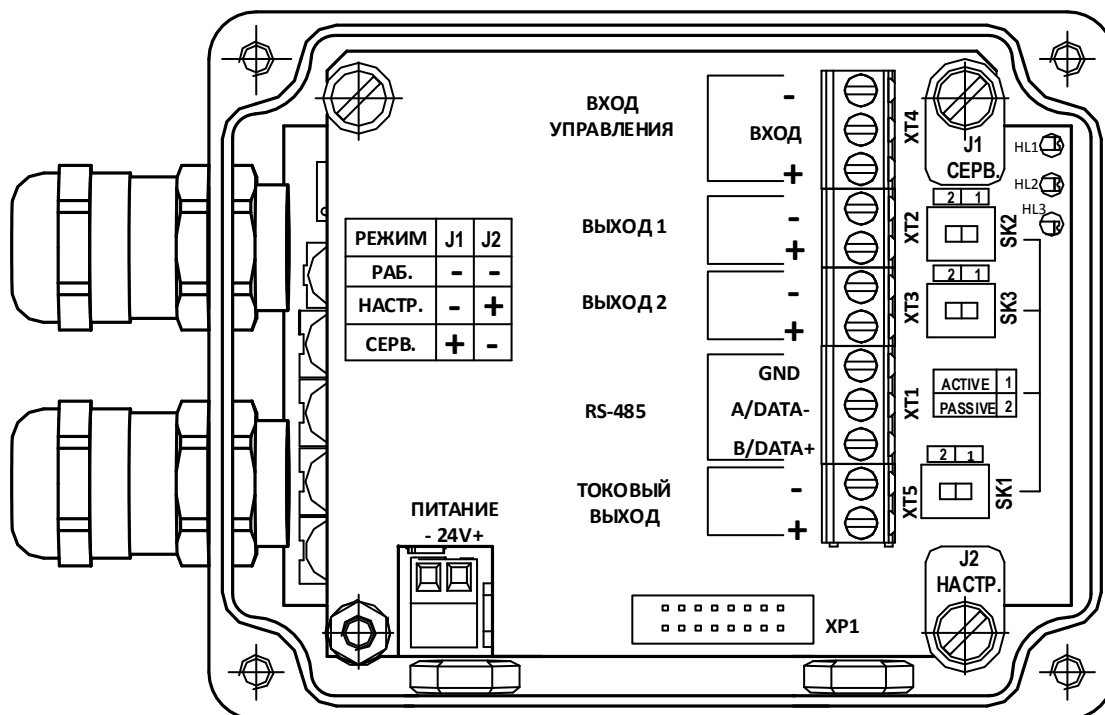 ВХОД
УПРАВЛЕНИЯ
-
ВХОД
+
XT4
J1
СЕРВ.
HL1
HL2
HL3
ВЫХОД 1
-
+
XT2
2 1
SK2
РЕЖИМ J1 J2
РАБ. - -
НАСТР. - +
СЕРВ. + -
ВЫХОД 2
-
+
XT3
2 1
SK3
RS-485
GND
A/DATA-
B/DATA+
XT1
ACTIVE 1
PASSIVE 2
ТОКОВЫЙ
ВЫХОД
-
+
XT5
2 1
SK1
ПИТАНИЕ
- 24V+
J2
НАСТР.
XP1